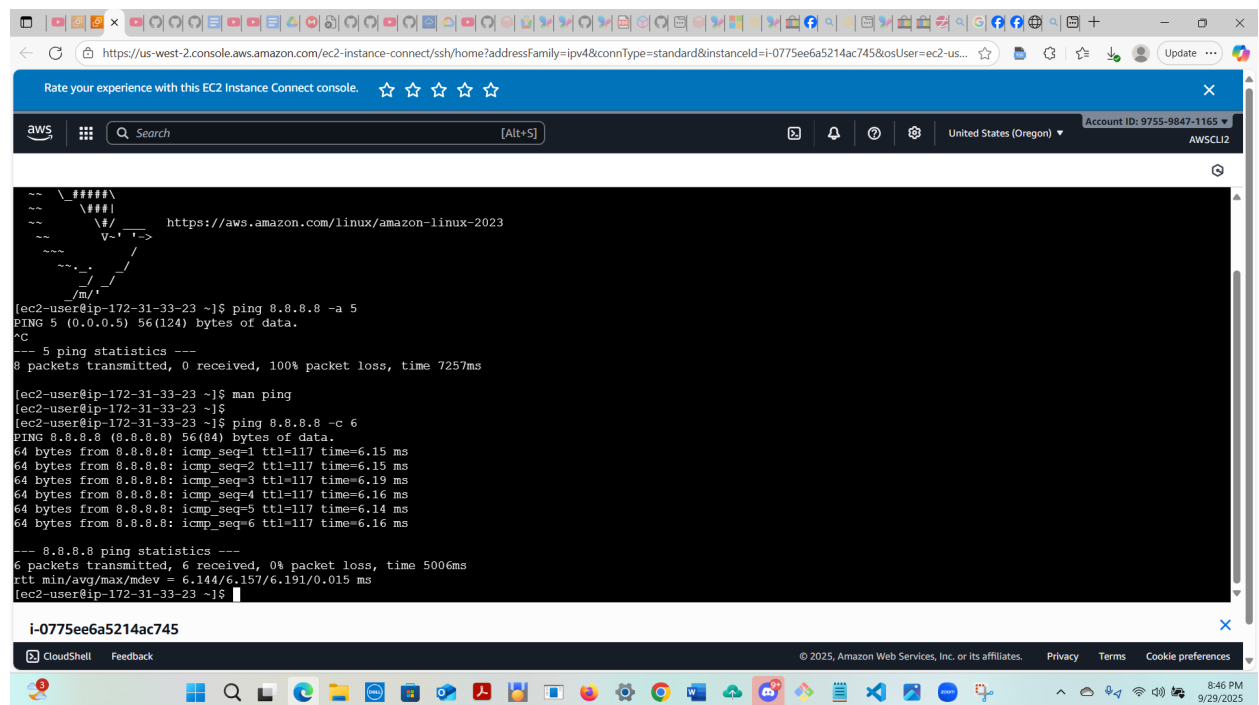 https://us-west-2.console.aws.amazon.com/ec2-instance-connect/ssh/home?addressFamily=ipv4&connType=standard&instanceId=i-0775ee6a5214ac745&osUser=ec2-us...
Update
Rate your experience with this EC2 Instance Connect console.
aws
Search
[Alt+S]
United States (Oregon)
Account ID: 9755-9847-1165
AWSCLI2
~~  \_#####\
~~     \###|
~~       \#/ ___   https://aws.amazon.com/linux/amazon-linux-2023
~~       V~' '->
~~~         /
~~._.   _/
_/ _/
_/m/'
[ec2-user@ip-172-31-33-23 ~]$ ping 8.8.8.8 -a 5
PING 5 (0.0.0.5) 56(124) bytes of data.
^C
--- 5 ping statistics ---
8 packets transmitted, 0 received, 100% packet loss, time 7257ms
[ec2-user@ip-172-31-33-23 ~]$ man ping
[ec2-user@ip-172-31-33-23 ~]$
[ec2-user@ip-172-31-33-23 ~]$ ping 8.8.8.8 -c 6
PING 8.8.8.8 (8.8.8.8) 56(84) bytes of data.
64 bytes from 8.8.8.8: icmp_seq=1 ttl=117 time=6.15 ms
64 bytes from 8.8.8.8: icmp_seq=2 ttl=117 time=6.15 ms
64 bytes from 8.8.8.8: icmp_seq=3 ttl=117 time=6.19 ms
64 bytes from 8.8.8.8: icmp_seq=4 ttl=117 time=6.16 ms
64 bytes from 8.8.8.8: icmp_seq=5 ttl=117 time=6.14 ms
64 bytes from 8.8.8.8: icmp_seq=6 ttl=117 time=6.16 ms
--- 8.8.8.8 ping statistics ---
6 packets transmitted, 6 received, 0% packet loss, time 5006ms
rtt min/avg/max/mdev = 6.144/6.157/6.191/0.015 ms
[ec2-user@ip-172-31-33-23 ~]$
i-0775ee6a5214ac745
CloudShell
Feedback
© 2025, Amazon Web Services, Inc. or its affiliates.
Privacy
Terms
Cookie preferences
3
DELL
zoom
9+
8:46 PM
9/29/2025